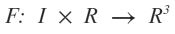 F: I × R → R³